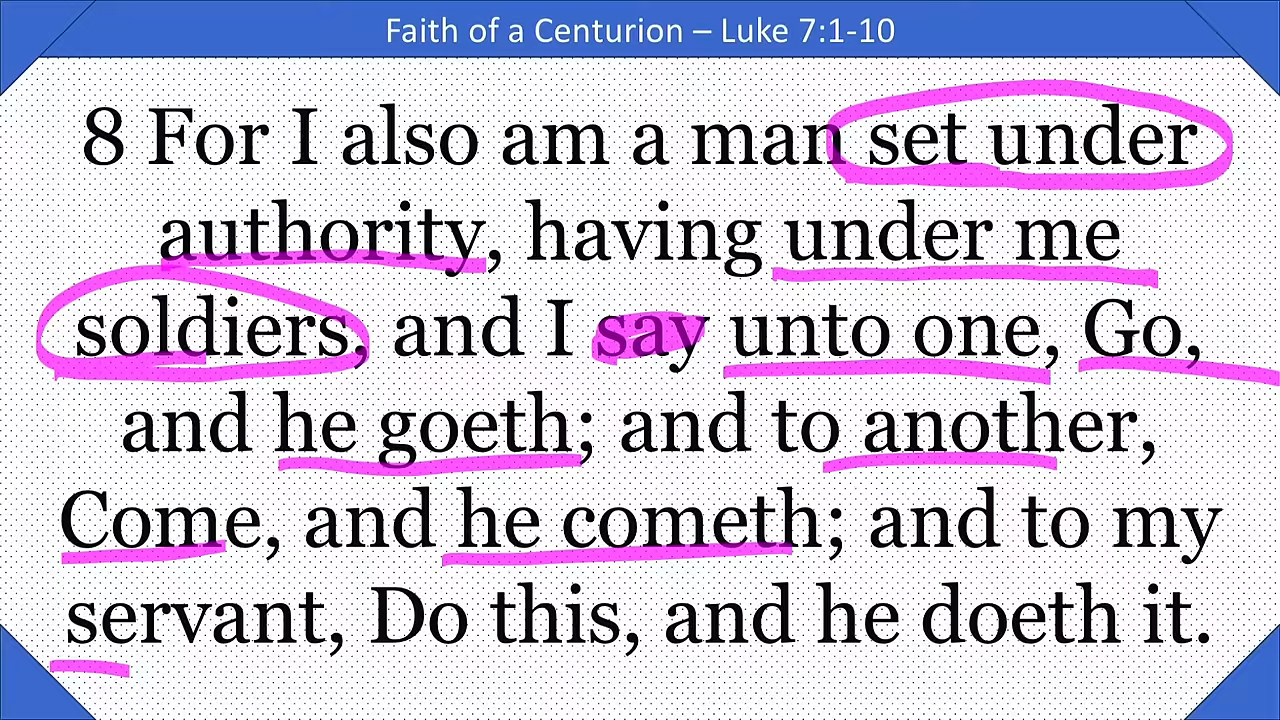 Faith of a Centurion – Luke 7:1-10
8 For I also am a man set under
authority, having under me
soldiers, and I say unto one, Go,
and he goeth; and to another,
Come, and he cometh; and to my
servant, Do this, and he doeth it.